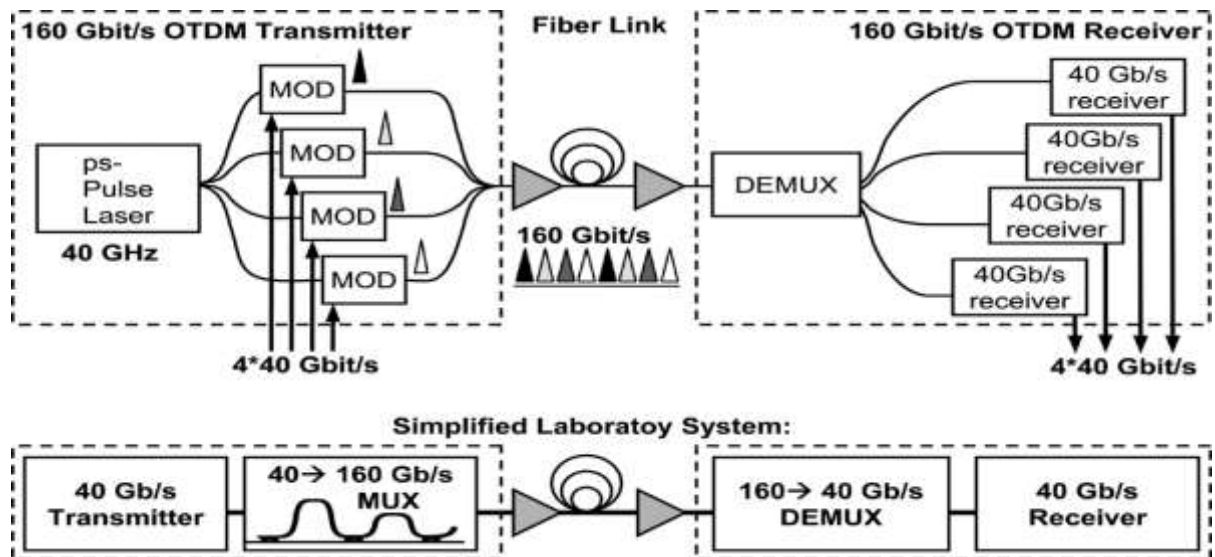 160 Gbit/s OTDM Transmitter
Fiber Link
160 Gbit/s OTDM Receiver
MOD
MOD
MOD
MOD
ps-
Pulse
Laser
40 GHz
4*40 Gbit/s
160 Gbit/s
DEMUX
40 Gb/s
receiver
40Gb/s
receiver
40Gb/s
receiver
40Gb/s
receiver
4*40 Gbit/s
Simplified Laboratoy System:
40 Gb/s
Transmitter
40→ 160 Gb/s
MUX
160→ 40 Gb/s
DEMUX
40 Gb/s
Receiver